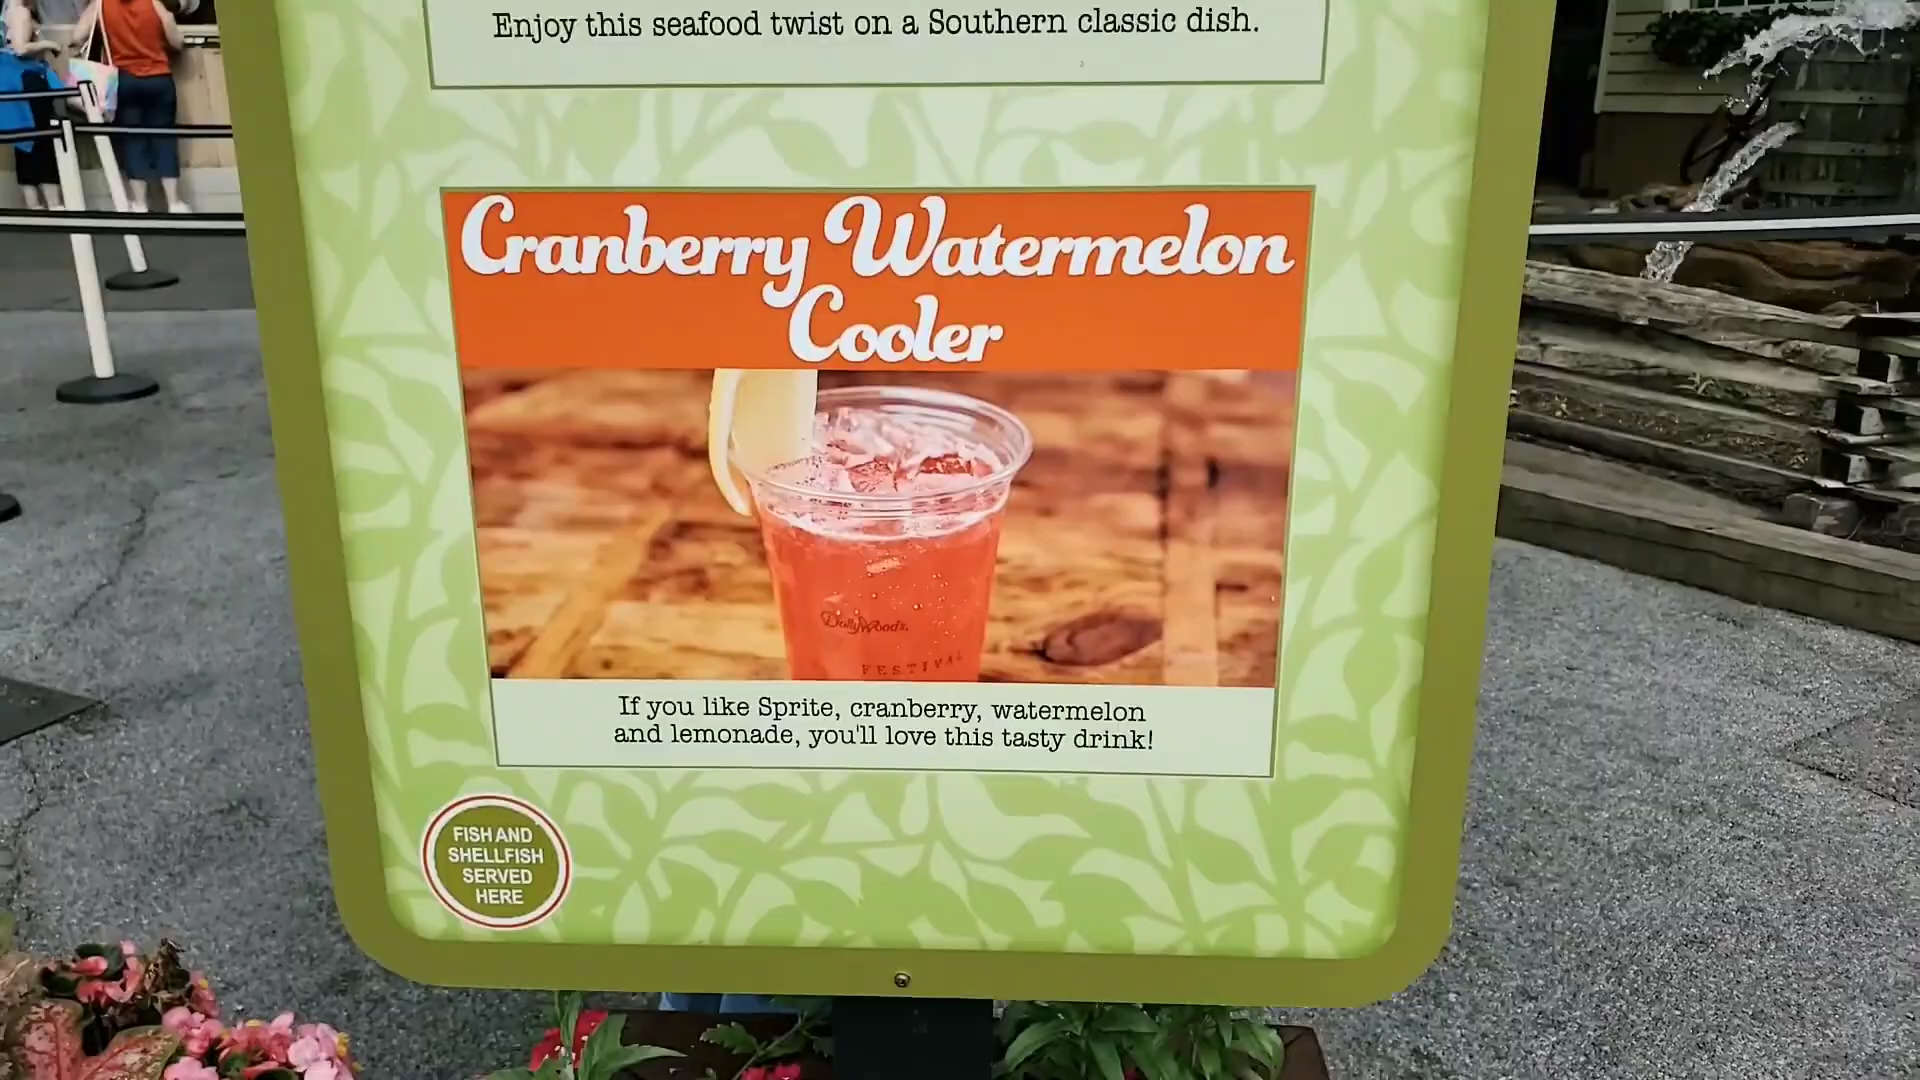 Enjoy this seafood twist on a Southern classic dish.
Cranberry Watermelon
Cooler
DollyWood's
FESTIVAL
If you like Sprite, cranberry, watermelon
and lemonade, you'll love this tasty drink!
FISH AND
SHELLFISH
SERVED
HERE